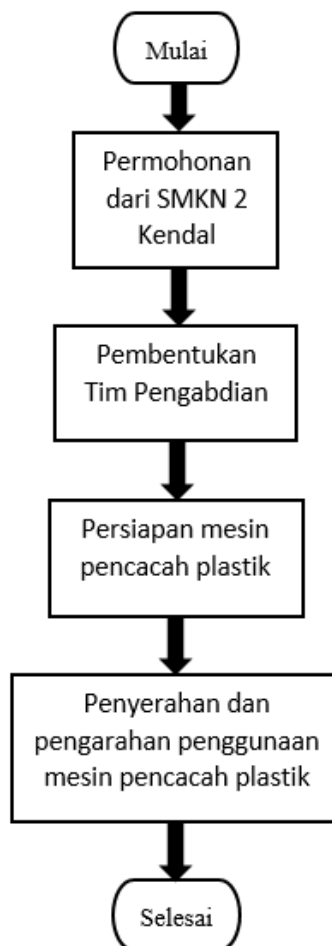 Mulai
Permohonan
dari SMKN 2
Kendal
Pembentukan
Tim Pengabdian
Persiapan mesin
pencacah plastik
Penyerahan dan
pengarahan penggunaan
mesin pencacah plastik
Selesai